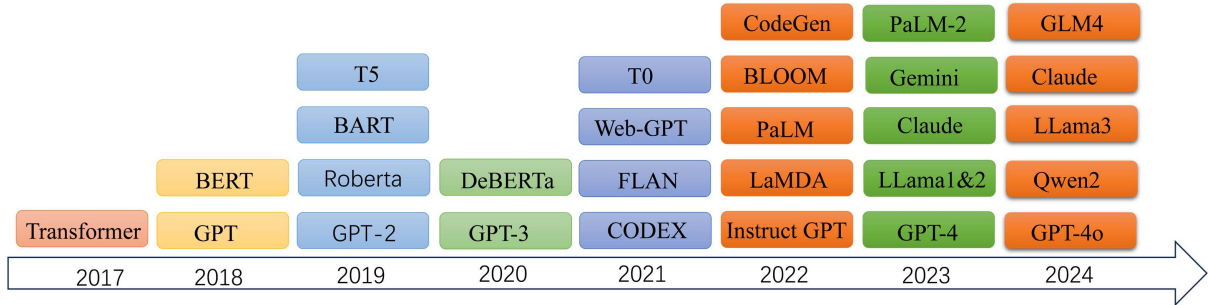 CodeGen PaLM-2 GLM4
T5 T0 BLOOM Gemini Claude
BART Web-GPT PaLM Claude LLama3
BERT Roberta DeBERTa FLAN LaMDA LLama1&2 Qwen2
Transformer GPT GPT-2 GPT-3 CODEX Instruct GPT GPT-4 GPT-4o
2017 2018 2019 2020 2021 2022 2023 2024